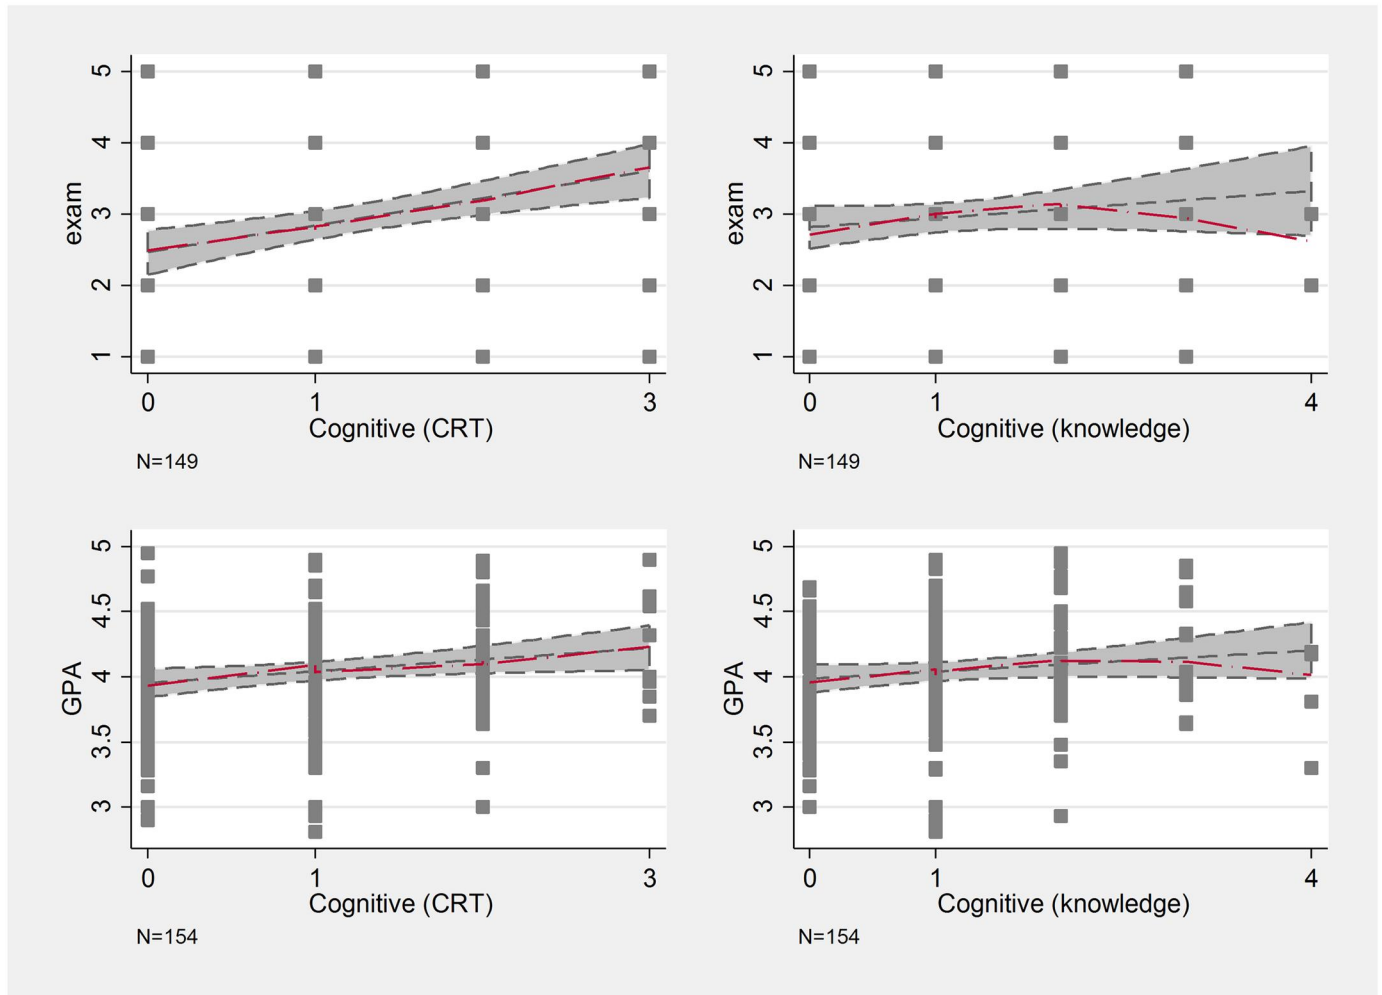 exam
5
4
3
2
1
0 1 3
Cognitive (CRT)
N=149
exam
5
4
3
2
1
0 1 4
Cognitive (knowledge)
N=149
GPA
5
4.5
4
3.5
3
0 1 3
Cognitive (CRT)
N=154
GPA
5
4.5
4
3.5
3
0 1 4
Cognitive (knowledge)
N=154